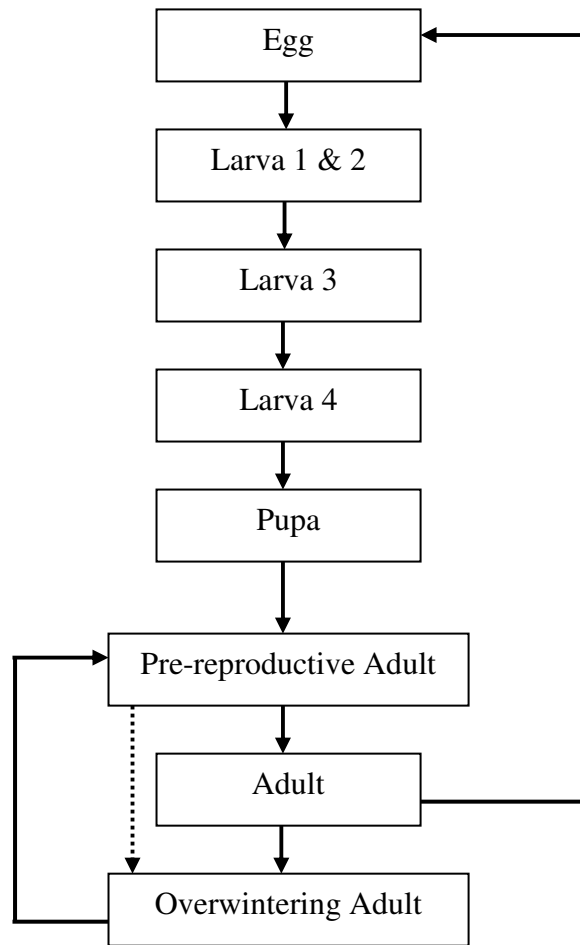 Egg
Larva 1 & 2
Larva 3
Larva 4
Pupa
Pre-reproductive Adult
Adult
Overwintering Adult